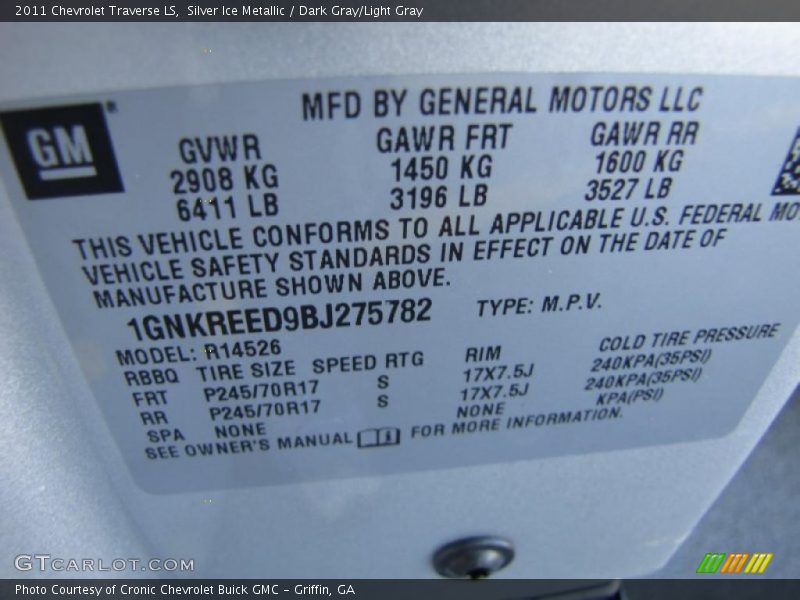 2011 Chevrolet Traverse LS, Silver Ice Metallic / Dark Gray/Light Gray
GM
®
MFD BY GENERAL MOTORS LLC
GVWR GAWR FRT GAWR RR
2908 KG 1450 KG 1600 KG
6411 LB 3196 LB 3527 LB
THIS VEHICLE CONFORMS TO ALL APPLICABLE U.S. FEDERAL MO
VEHICLE SAFETY STANDARDS IN EFFECT ON THE DATE OF
MANUFACTURE SHOWN ABOVE.
1GNKREED9BJ275782 TYPE: M.P.V.
MODEL: R14526
RBBQ TIRE SIZE SPEED RTG RIM COLD TIRE PRESSURE
FRT P245/70R17 S 17X7.5J 240KPA(35PSI)
RR P245/70R17 S 17X7.5J 240KPA(35PSI)
SPA NONE NONE KPA(PSI)
SEE OWNER'S MANUAL FOR MORE INFORMATION.
GTCARLOT.COM
Photo Courtesy of Cronic Chevrolet Buick GMC – Griffin, GA